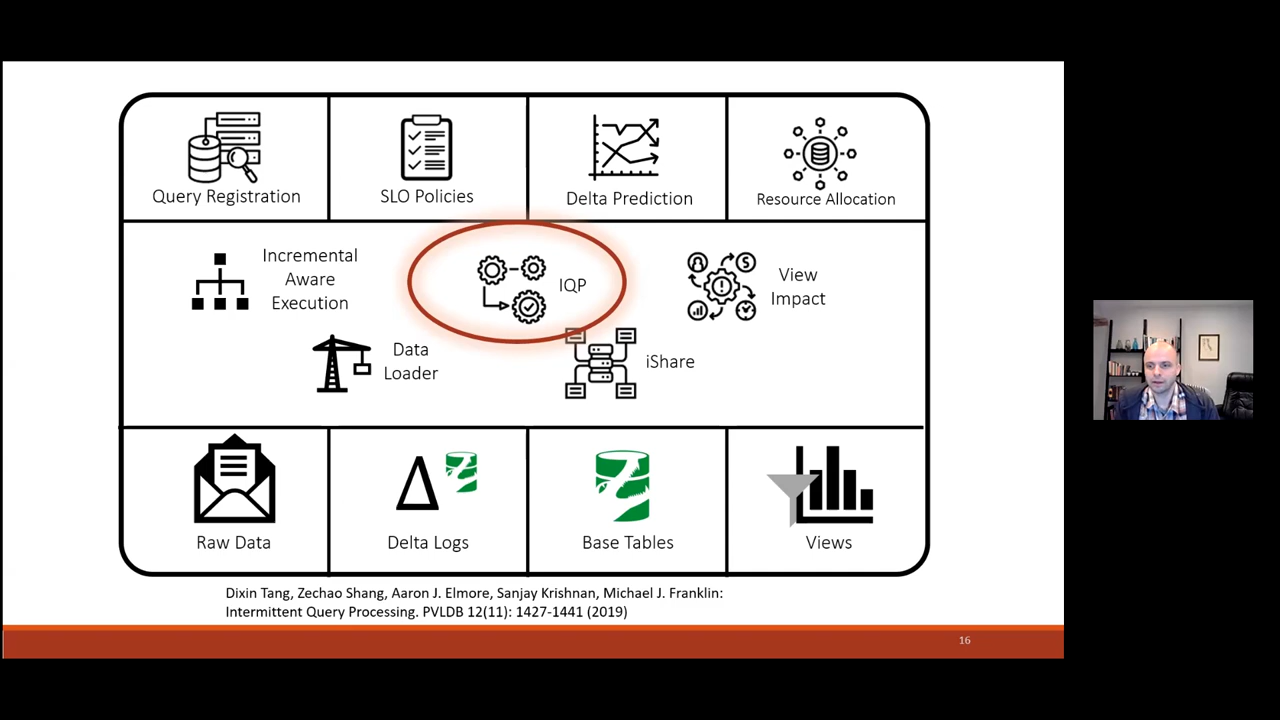 Query Registration
SLO Policies
Delta Prediction
Resource Allocation
Incremental
Aware
Execution
IQP
View
Impact
Data
Loader
iShare
Raw Data
Delta Logs
Base Tables
Views
Dixin Tang, Zechao Shang, Aaron J. Elmore, Sanjay Krishnan, Michael J. Franklin:
Intermittent Query Processing. PVLDB 12(11): 1427-1441 (2019)
16